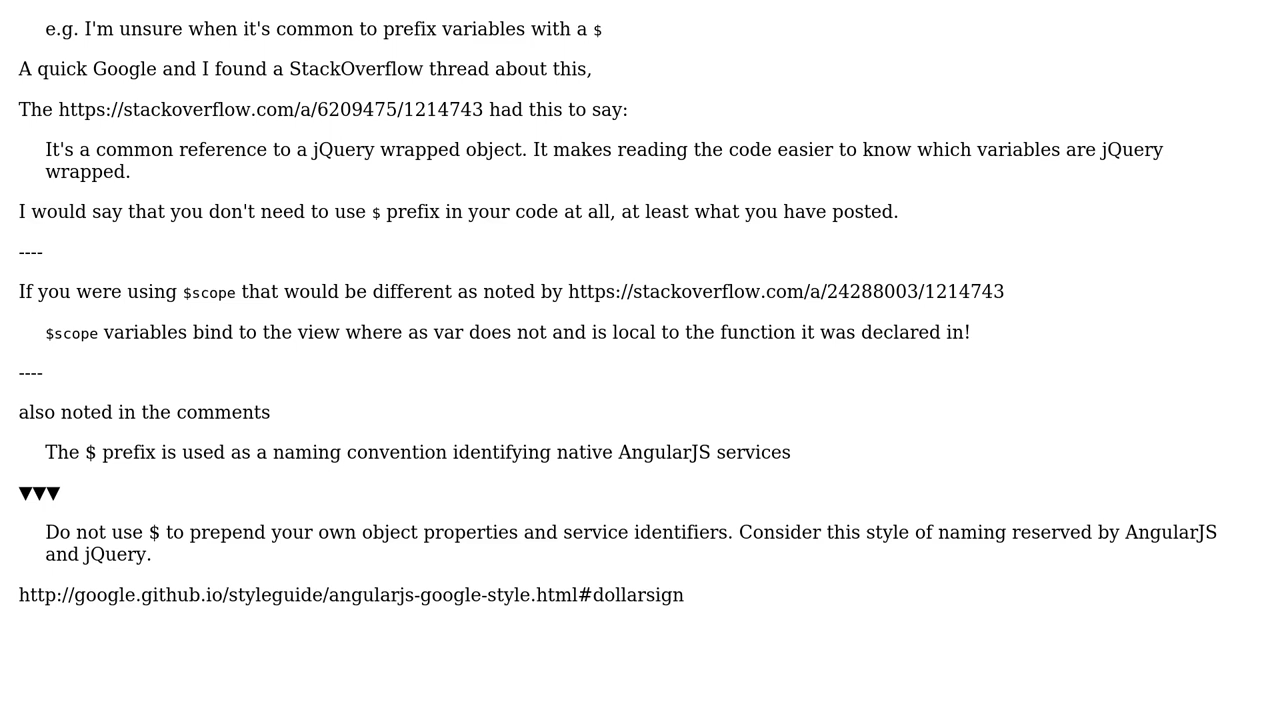 e.g. I'm unsure when it's common to prefix variables with a $
A quick Google and I found a StackOverflow thread about this,
The https://stackoverflow.com/a/6209475/1214743 had this to say:
It's a common reference to a jQuery wrapped object. It makes reading the code easier to know which variables are jQuery
wrapped.
I would say that you don't need to use $ prefix in your code at all, at least what you have posted.
----
If you were using $scope that would be different as noted by https://stackoverflow.com/a/24288003/1214743
$scope variables bind to the view where as var does not and is local to the function it was declared in!
----
also noted in the comments
The $ prefix is used as a naming convention identifying native AngularJS services
▼▼▼
Do not use $ to prepend your own object properties and service identifiers. Consider this style of naming reserved by AngularJS
and jQuery.
http://google.github.io/styleguide/angularjs-google-style.html#dollarsign